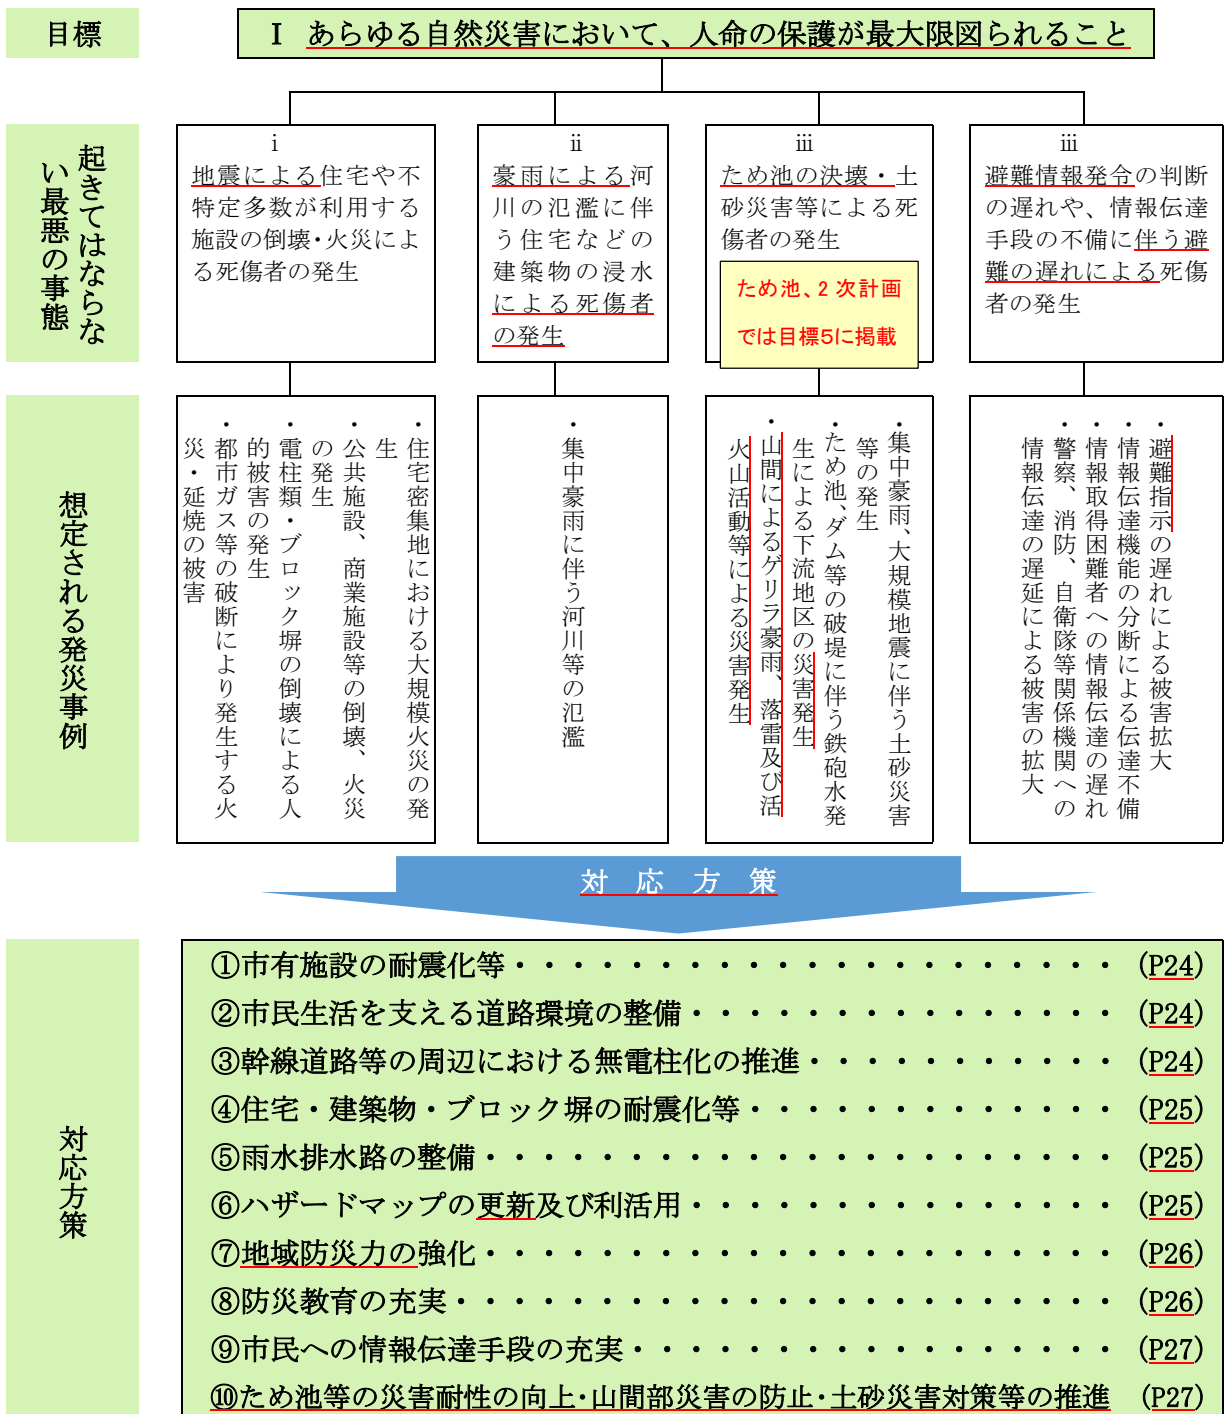 目標
Ⅰ あらゆる自然災害において、人命の保護が最大限図られること
起きてはならな
い最悪の事態
ⅰ
地震による住宅や不
特定多数が利用する
施設の倒壊・火災によ
る死傷者の発生
ⅱ
豪雨による河
川の氾濫に伴
う住宅などの
建築物の浸水
による死傷者
の発生
ⅲ
ため池の決壊・土
砂災害等による死
傷者の発生
ため池、2次計画
では目標5に掲載
ⅲ
避難情報発令の判断
の遅れや、情報伝達
手段の不備に伴う避
難の遅れによる死傷
者の発生
想定される発災事例
・住宅密集地における大規模火災の発
生
・公共施設、商業施設等の倒壊、火災
の発生
・電柱類・ブロック塀の倒壊による人
的被害の発生
・都市ガス等の破断により発生する火
災・延焼の被害
・集中豪雨に伴う河川等の氾濫
・集中豪雨、大規模地震に伴う土砂災害
等の発生
・ため池、ダム等の破堤に伴う鉄砲水発
生による下流地区の災害発生
・山間によるゲリラ豪雨、落雷及び活
火山活動等による災害発生
・避難指示の遅れによる被害拡大
・情報伝達機能の分断による伝達不備
・情報取得困難者への情報伝達の遅れ
・警察、消防、自衛隊等関係機関への
情報伝達の遅延による被害の拡大
対応方策
対応方策
①市有施設の耐震化等・・・・・・・・・・・・・・・・・・・・・ (P24)
②市民生活を支える道路環境の整備・・・・・・・・・・・・・・・ (P24)
③幹線道路等の周辺における無電柱化の推進・・・・・・・・・・・ (P24)
④住宅・建築物・ブロック塀の耐震化等・・・・・・・・・・・・・ (P25)
⑤雨水排水路の整備・・・・・・・・・・・・・・・・・・・・・・ (P25)
⑥ハザードマップの更新及び利活用・・・・・・・・・・・・・・・ (P25)
⑦地域防災力の強化・・・・・・・・・・・・・・・・・・・・・・ (P26)
⑧防災教育の充実・・・・・・・・・・・・・・・・・・・・・・・ (P26)
⑨市民への情報伝達手段の充実・・・・・・・・・・・・・・・・・ (P27)
⑩ため池等の災害耐性の向上・山間部災害の防止・土砂災害対策等の推進 (P27)